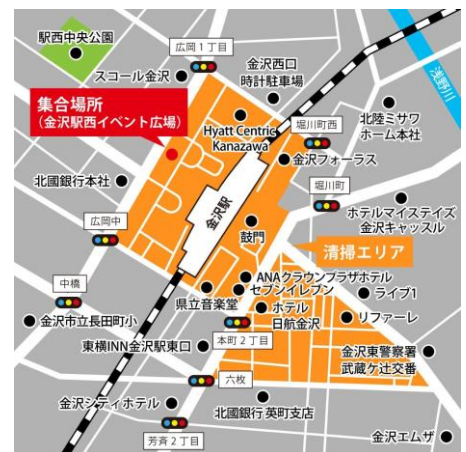 駅西中央公園
広岡1丁目
スコール金沢
金沢西口
時計駐車場
浅野川
集合場所
(金沢駅西イベント広場)
Hyatt Centric
Kanazawa
堀川町西
北陸ミサワ
ホーム本社
金沢フォーラス
北國銀行本社
金沢駅
堀川町
ホテルマイステイズ
金沢キャッスル
広岡中
鼓門
清掃エリア
中橋
ANAクラウンプラザホテル
セブンイレブン
ライブ1
県立音楽堂
ホテル
日航金沢
リファーレ
金沢市立長田町小
本町2丁目
東横INN金沢駅東口
金沢東警察署
武蔵ケ辻交番
六枚
金沢シティホテル
北國銀行 英町支店
芳斉2丁目
金沢エムザ